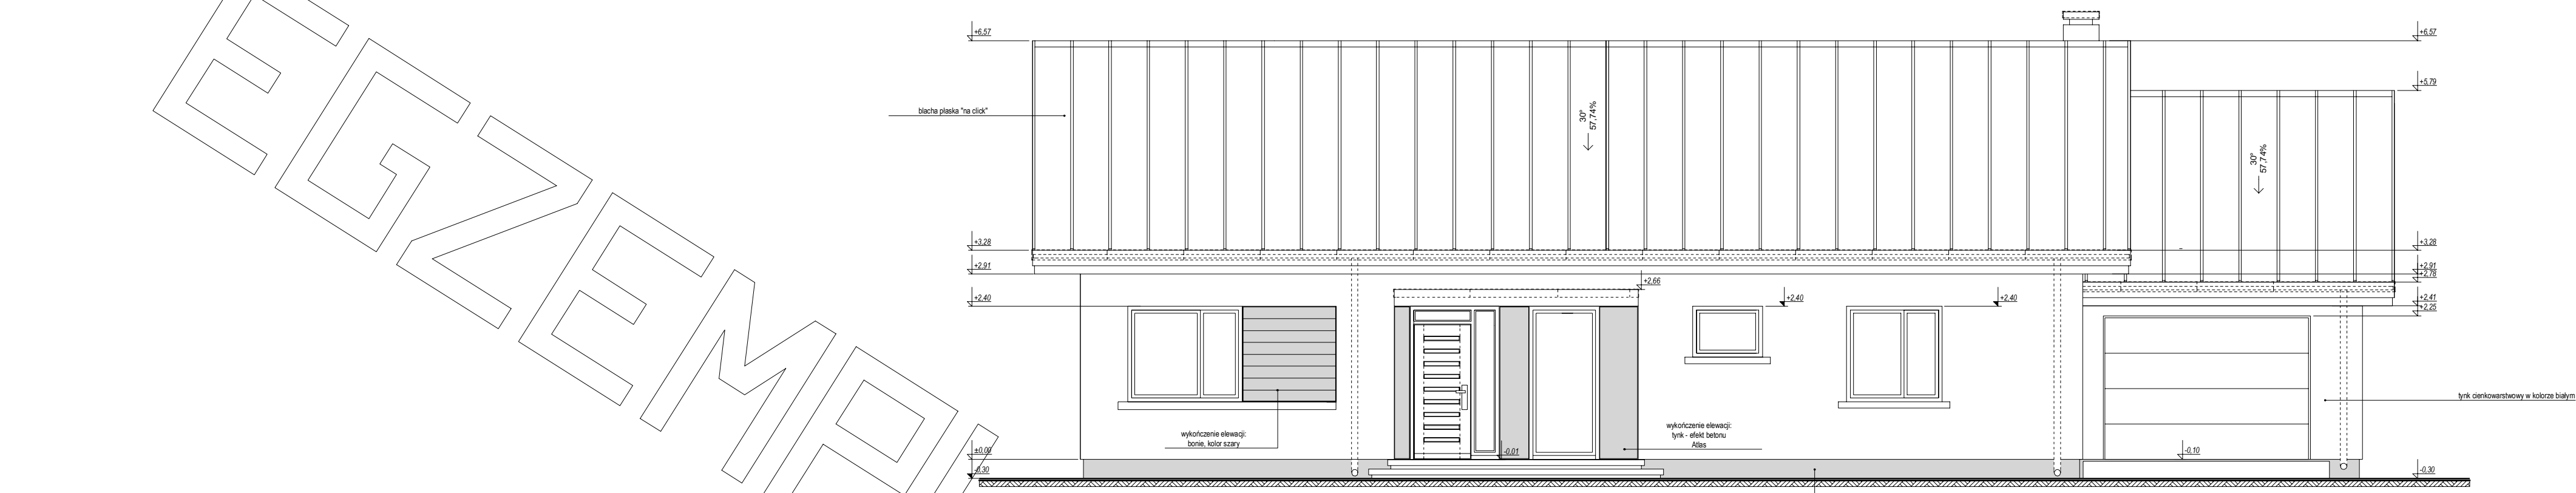 EGZEMP
+6,57
+6,57
+5,79
blacha płaska "na click"
30°
57,74%
30°
57,74%
+3,28
+3,28
+2,91
+2,91
+2,78
+2,66
+2,40
+2,40
+2,40
+2,41
+2,25
tynk cienkowarstwowy w kolorze białym
wykończenie elewacji:
bonie, kolor szary
wykończenie elewacji:
tynk - efekt betonu
Atlas
±0,00
-0,01
-0,10
-0,30
-0,30